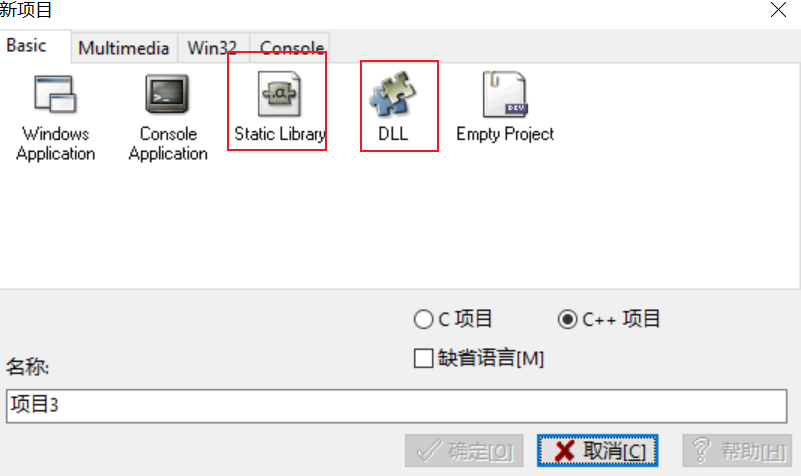 新项目
Basic Multimedia Win32 Console
Windows Application
Console Application
Static Library
DLL
Empty Project
C 项目
C++ 项目
缺省语言[M]
名称:
项目3
确定[O]
取消[C]
帮助[H]